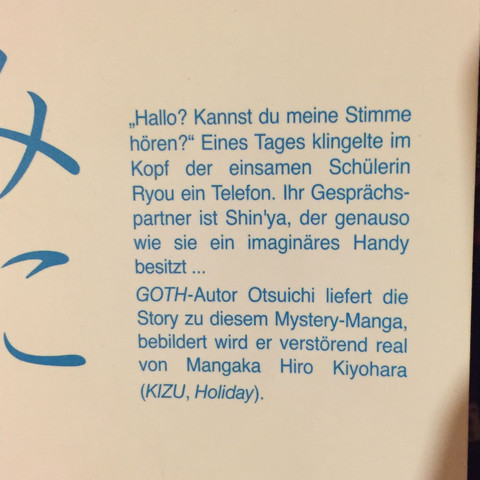 み
こ
„Hallo? Kannst du meine Stimme
hören?“ Eines Tages klingelte im
Kopf der einsamen Schülerin
Ryou ein Telefon. Ihr Gesprächs-
partner ist Shin'ya, der genauso
wie sie ein imaginäres Handy
besitzt ...
GOTH-Autor Otsuichi liefert die
Story zu diesem Mystery-Manga,
bebildert wird er verstörend real
von Mangaka Hiro Kiyohara
(KIZU, Holiday).